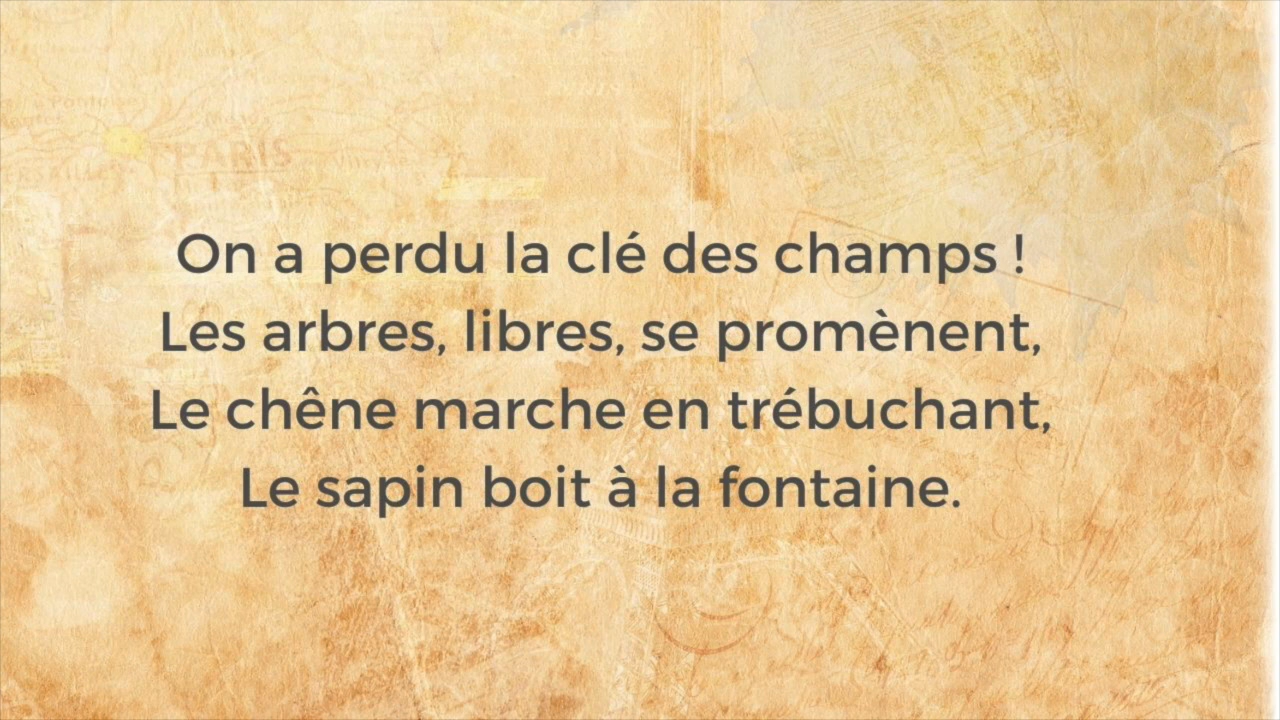 PARIS
On a perdu la clé des champs !
Les arbres, libres, se promènent,
Le chêne marche en trébuchant,
Le sapin boit à la fontaine.